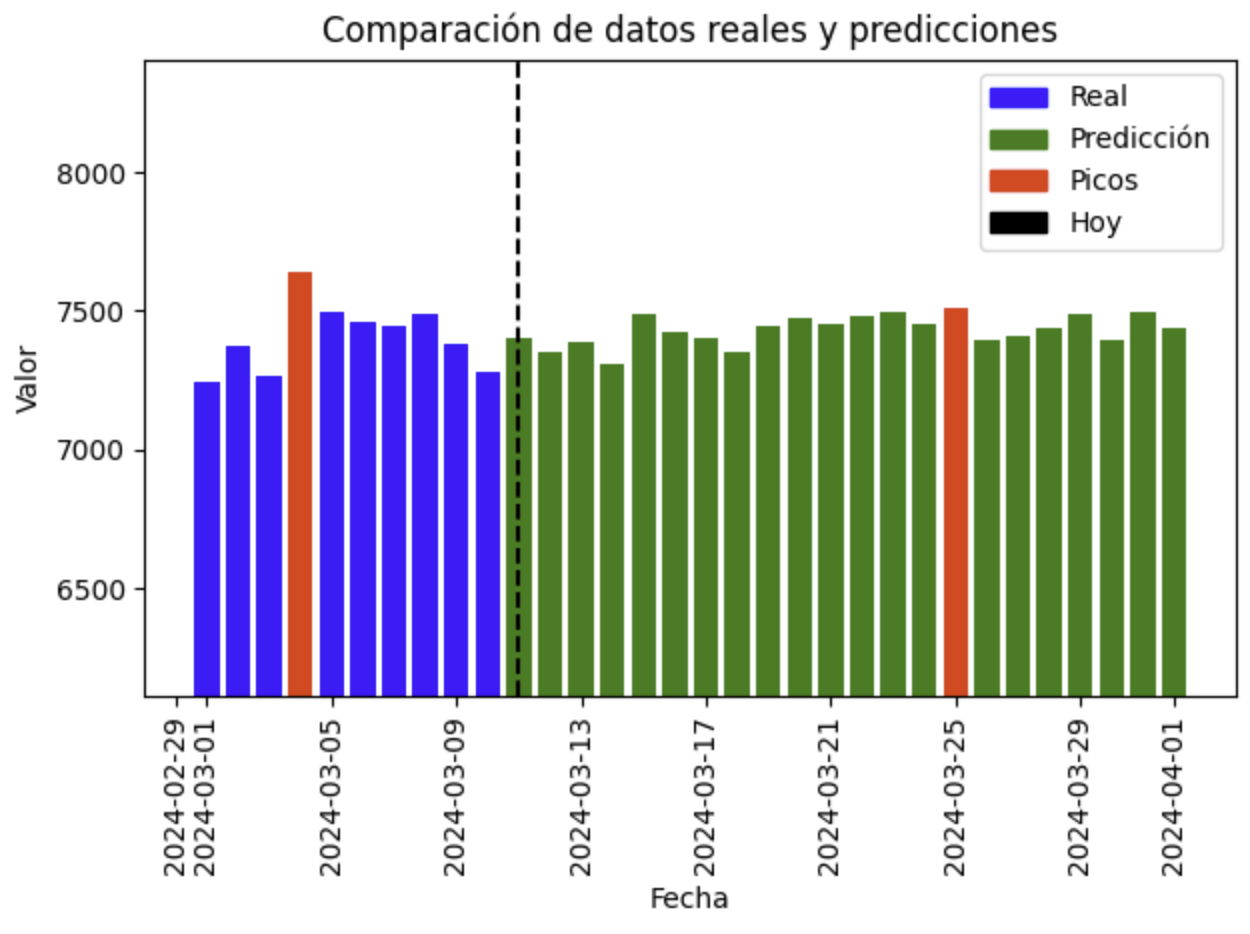 Comparación de datos reales y predicciones
Real
Predicción
Picos
Hoy
8000
7500
7000
6500
Valor
2024-02-29
2024-03-01
2024-03-05
2024-03-09
2024-03-13
2024-03-17
2024-03-21
2024-03-25
2024-03-29
2024-04-01
Fecha